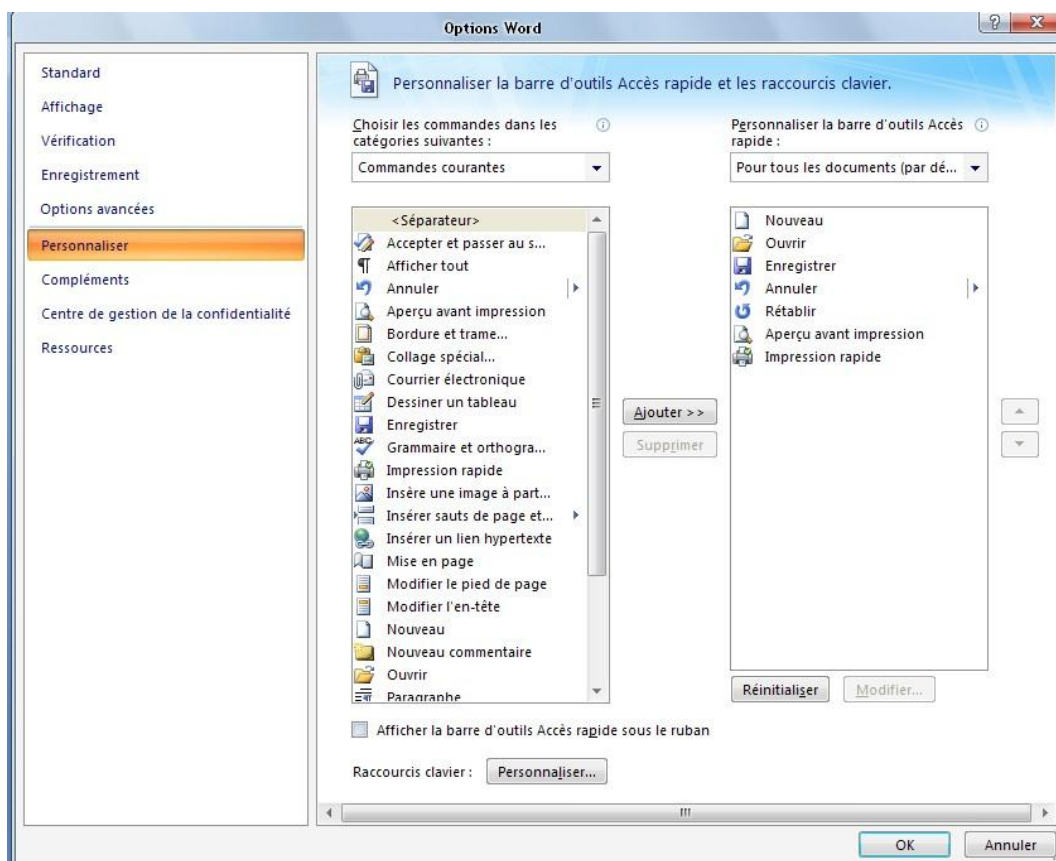 Options Word
Standard
Affichage
Vérification
Enregistrement
Options avancées
Personnaliser
Compléments
Centre de gestion de la confidentialité
Ressources
Personnaliser la barre d'outils Accès rapide et les raccourcis clavier.
Choisir les commandes dans les
catégories suivantes :
Commandes courantes
<Séparateur>
Accepter et passer au s...
Afficher tout
Annuler
Aperçu avant impression
Bordure et trame...
Collage spécial...
Courrier électronique
Dessiner un tableau
Enregistrer
Grammaire et orthogra...
Impression rapide
Insère une image à part...
Insérer sauts de page et...
Insérer un lien hypertexte
Mise en page
Modifier le pied de page
Modifier l'en-tête
Nouveau
Nouveau commentaire
Ouvrir
Paragraphe
Ajouter >>
Supprimer
Personnaliser la barre d'outils Accès
rapide :
Pour tous les documents (par dé...
Nouveau
Ouvrir
Enregistrer
Annuler
Rétablir
Aperçu avant impression
Impression rapide
Réinitialiser
Modifier...
Afficher la barre d'outils Accès rapide sous le ruban
Raccourcis clavier :
Personnaliser...
OK
Annuler